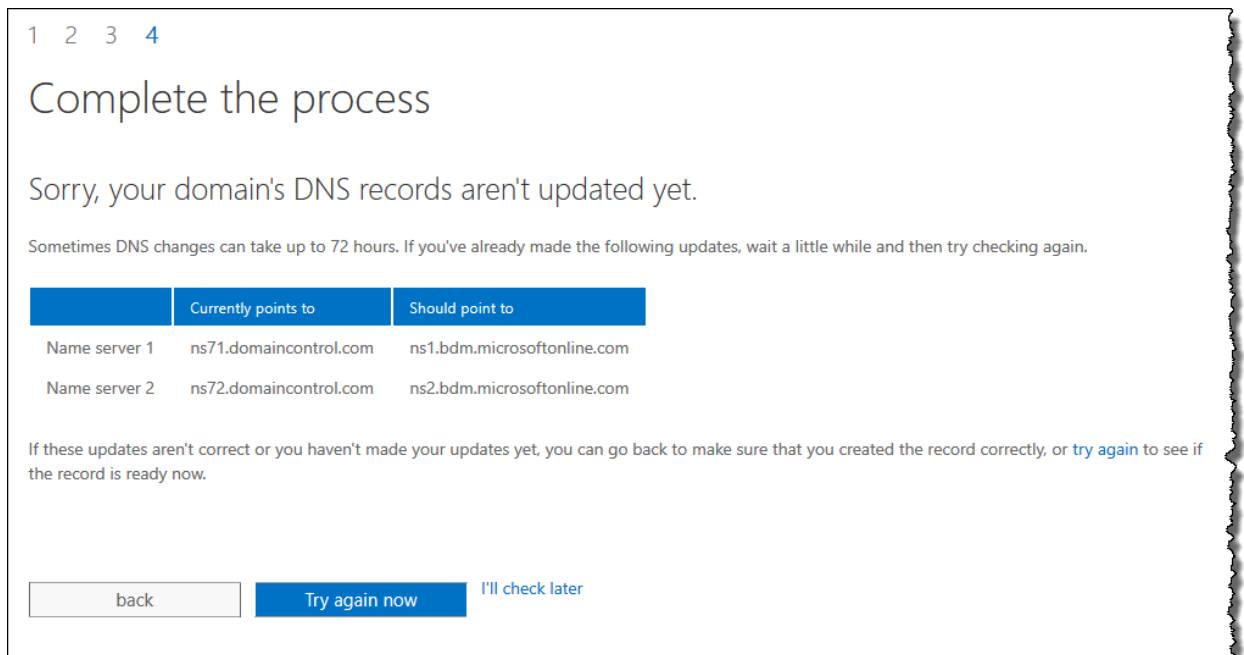 1 2 3 4
Complete the process
Sorry, your domain's DNS records aren't updated yet.
Sometimes DNS changes can take up to 72 hours. If you've already made the following updates, wait a little while and then try checking again.
Currently points to Should point to
Name server 1 ns71.domaincontrol.com ns1.bdm.microsoftonline.com
Name server 2 ns72.domaincontrol.com ns2.bdm.microsoftonline.com
If these updates aren't correct or you haven't made your updates yet, you can go back to make sure that you created the record correctly, or try again to see if
the record is ready now.
back Try again now I'll check later